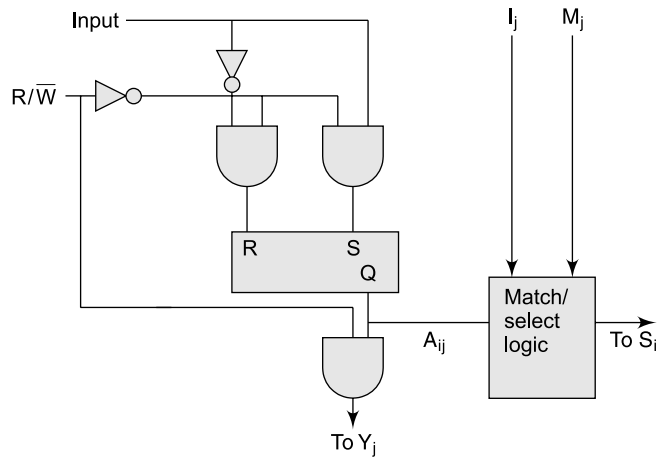 Input
I_j
M_j
R/W̅
R
S
Q
Match/
select
logic
A_ij
To S_i
To Y_j